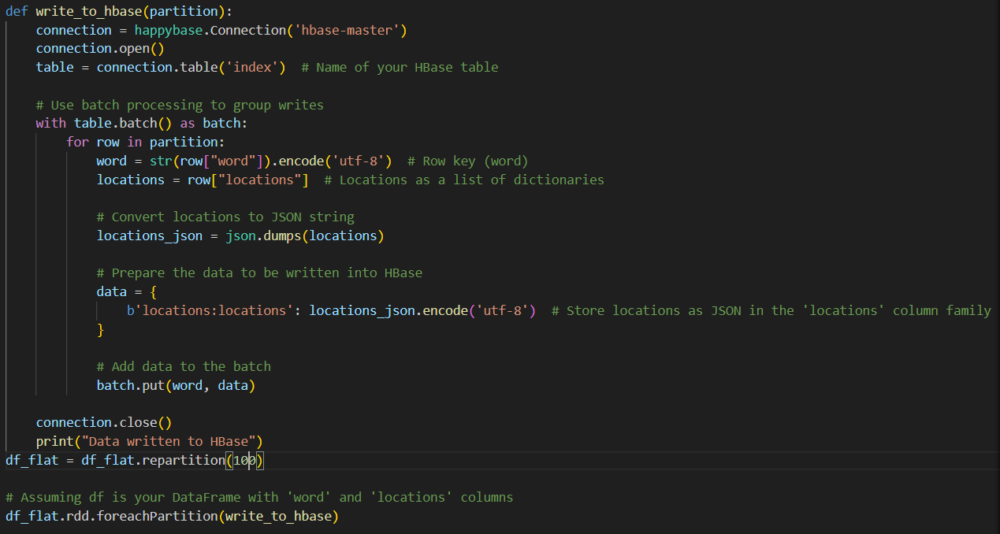 def write_to_hbase(partition):
    connection = happybase.Connection('hbase-master')
    connection.open()
    table = connection.table('index')  # Name of your HBase table

    # Use batch processing to group writes
    with table.batch() as batch:
        for row in partition:
            word = str(row["word"]).encode('utf-8')  # Row key (word)
            locations = row["locations"]  # Locations as a list of dictionaries

            # Convert locations to JSON string
            locations_json = json.dumps(locations)

            # Prepare the data to be written into HBase
            data = {
                b'locations:locations': locations_json.encode('utf-8')  # Store locations as JSON in the 'locations' column family
            }

            # Add data to the batch
            batch.put(word, data)

    connection.close()
    print("Data written to HBase")
df_flat = df_flat.repartition(100)

# Assuming df is your DataFrame with 'word' and 'locations' columns
df_flat.rdd.foreachPartition(write_to_hbase)